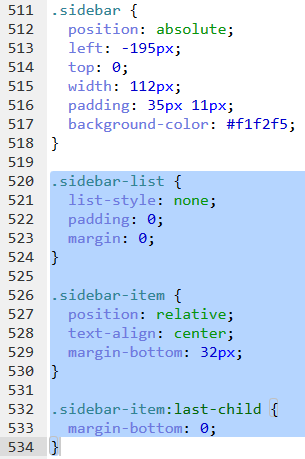 511 .sidebar {
512   position: absolute;
513   left: -195px;
514   top: 0;
515   width: 112px;
516   padding: 35px 11px;
517   background-color: #f1f2f5;
518 }
519
520 .sidebar-list {
521   list-style: none;
522   padding: 0;
523   margin: 0;
524 }
525
526 .sidebar-item {
527   position: relative;
528   text-align: center;
529   margin-bottom: 32px;
530 }
531
532 .sidebar-item:last-child {
533   margin-bottom: 0;
534 }